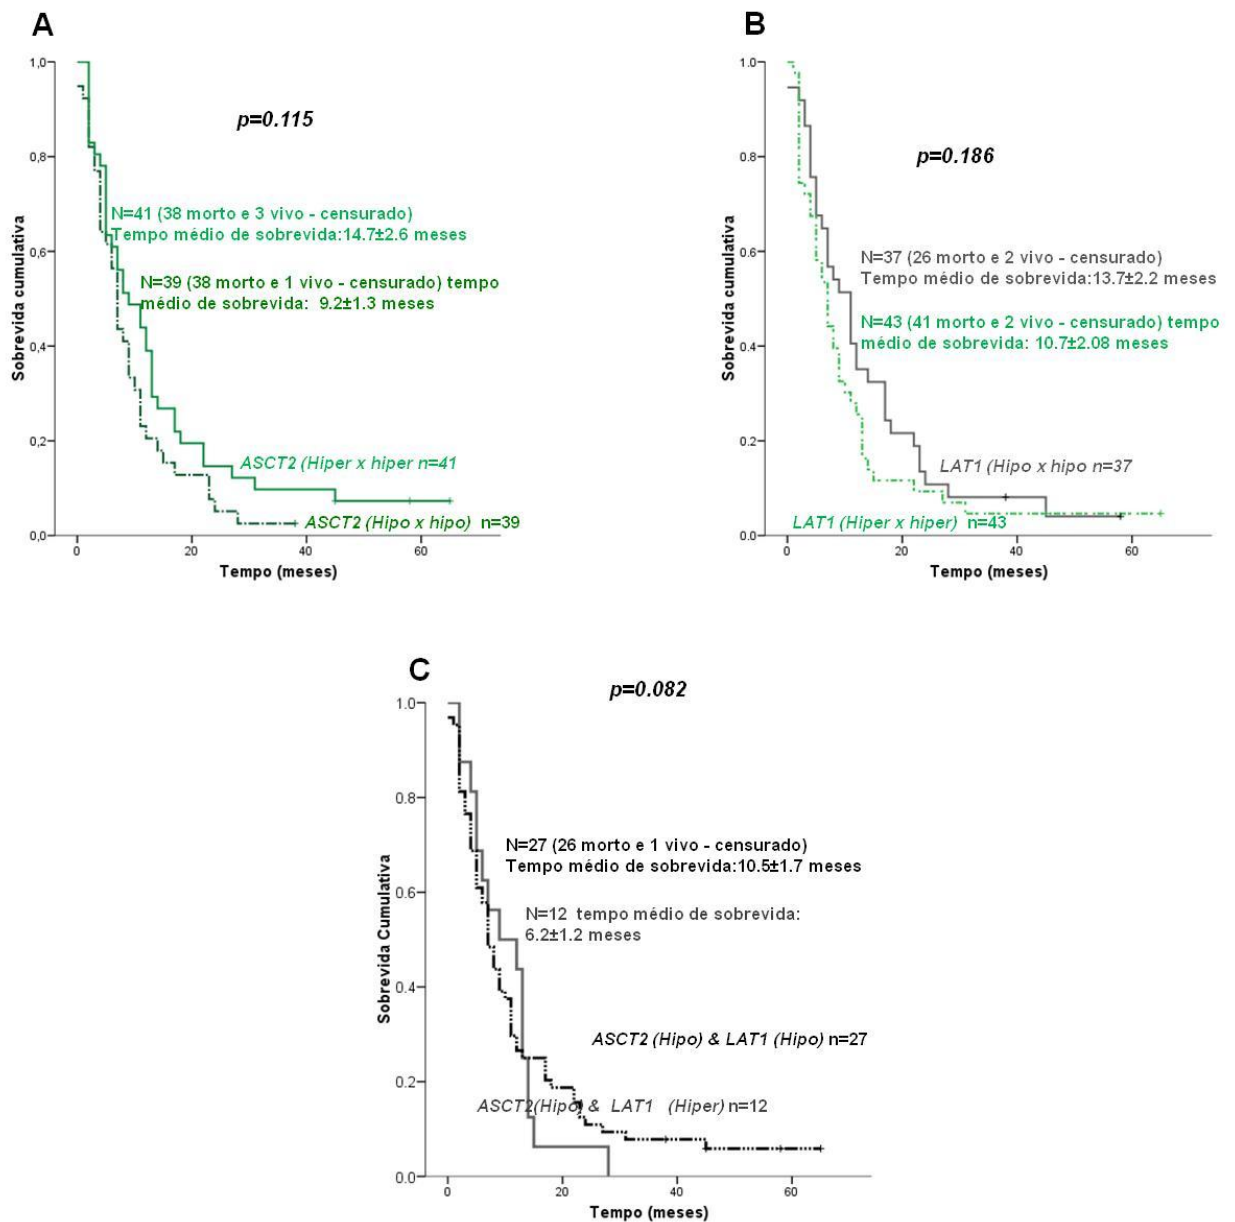 A
Sobrevida cumulativa
1,0
0,8
0,6
0,4
0,2
0,0
p=0.115
N=41 (38 morto e 3 vivo - censurado)
Tempo médio de sobrevida:14.7±2.6 meses
N=39 (38 morto e 1 vivo - censurado) tempo
médio de sobrevida: 9.2±1.3 meses
ASCT2 (Hiper x hiper n=41
ASCT2 (Hipo x hipo) n=39
0
20
40
60
Tempo (meses)
B
Sobrevida cumulativa
1.0
0,8
0,6
0,4
0,2
0,0
p=0.186
N=37 (26 morto e 2 vivo - censurado)
Tempo médio de sobrevida:13.7±2.2 meses
N=43 (41 morto e 2 vivo - censurado) tempo
médio de sobrevida: 10.7±2.08 meses
LAT1 (Hipo x hipo n=37
LAT1 (Hiper x hiper) n=43
0
20
40
60
Tempo (meses)
C
Sobrevida Cumulativa
1.0
0.8
0.6
0.4
0.2
0.0
p=0.082
N=27 (26 morto e 1 vivo - censurado)
Tempo médio de sobrevida:10.5±1.7 meses
N=12 tempo médio de sobrevida:
6.2±1.2 meses
ASCT2 (Hipo) & LAT1 (Hipo) n=27
ASCT2(Hipo) & LAT1 (Hiper) n=12
0
20
40
60
Tempo (meses)